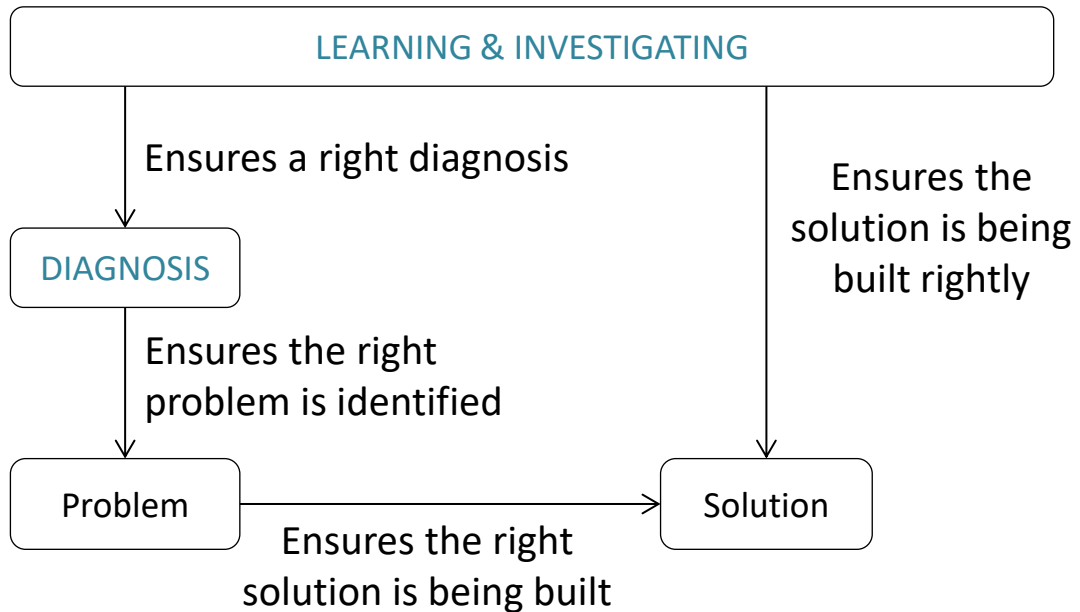 LEARNING & INVESTIGATING
Ensures a right diagnosis
Ensures the
solution is being
built rightly
DIAGNOSIS
Ensures the right
problem is identified
Problem
Solution
Ensures the right
solution is being built